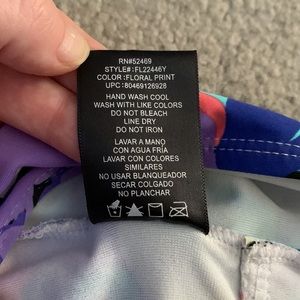 RN#52469
STYLE#:FL22446Y
COLOR:FLORAL PRINT
UPC:80469126928
HAND WASH COOL
WASH WITH LIKE COLORS
DO NOT BLEACH
LINE DRY
DO NOT IRON
LAVAR A MANO
CON AGUA FRÍA
LAVAR CON COLORES
SIMILARES
NO USAR BLANQUEADOR
SECAR COLGADO
NO PLANCHAR